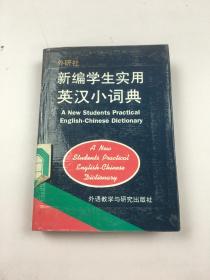 外研社
新编学生实用
英汉小词典
A New Students Practical
English-Chinese Dictionary
A New
Students Practical
English-Chinese
Dictionary
外语教学与研究出版社